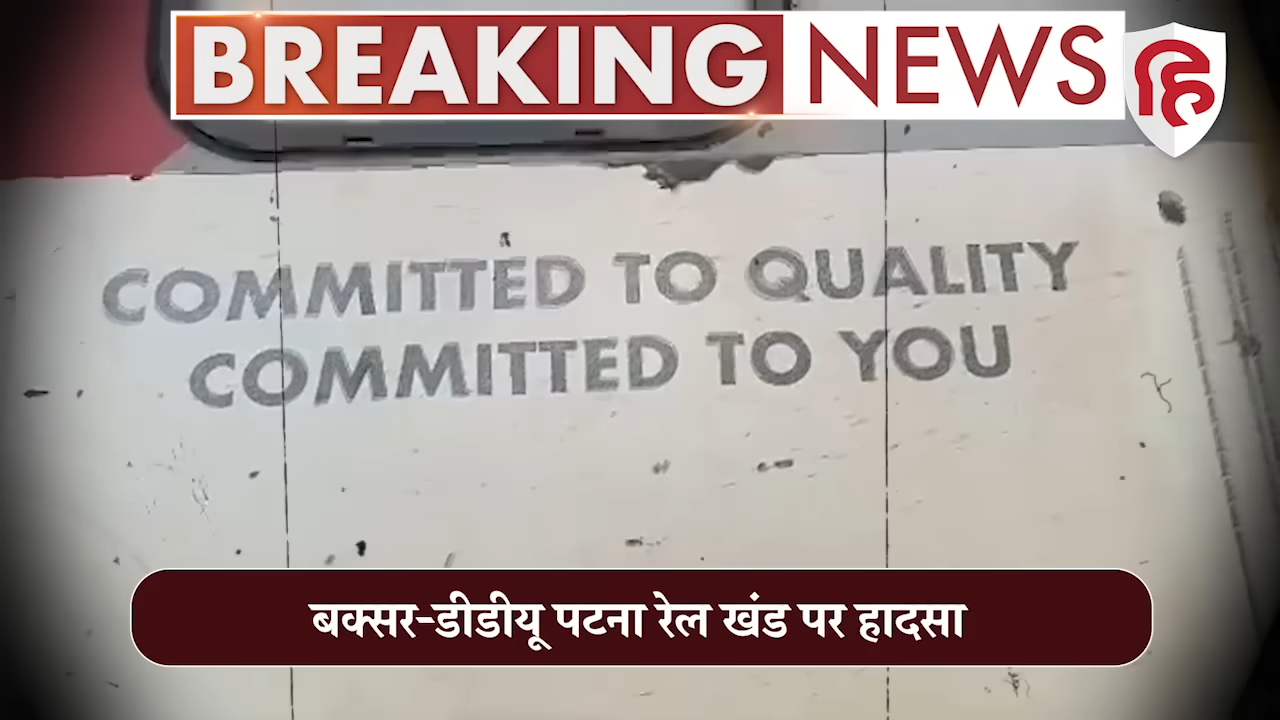 BREAKING NEWS
हि
COMMITTED TO QUALITY
COMMITTED TO YOU
बक्सर-डीडीयू पटना रेल खंड पर हादसा